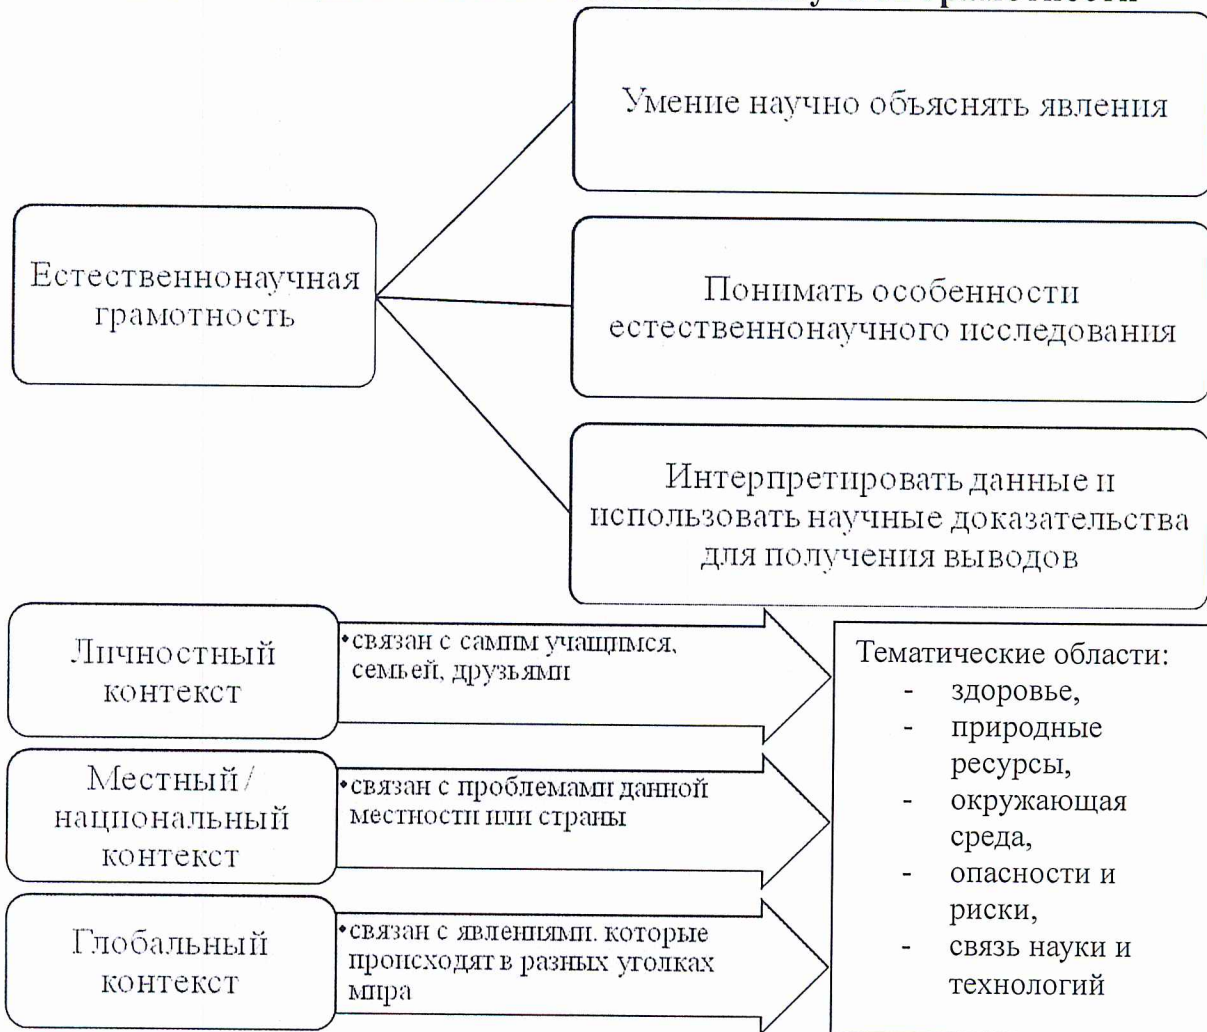 Умение научно объяснять явления
Естественнонаучная
грамотность
Понимать особенности
естественнонаучного исследования
Интерпретировать данные и
использовать научные доказательства
для получения выводов
Личностный
контекст
•связан с самим учащимся,
семьей, друзьями
Местный/
национальный
контекст
•связан с проблемами данной
местности или страны
Глобальный
контекст
•связан с явлениями. которые
происходят в разных уголках
мира
Тематические области:
- здоровье,
- природные
ресурсы,
- окружающая
среда,
- опасности и
риски,
- связь науки и
технологий